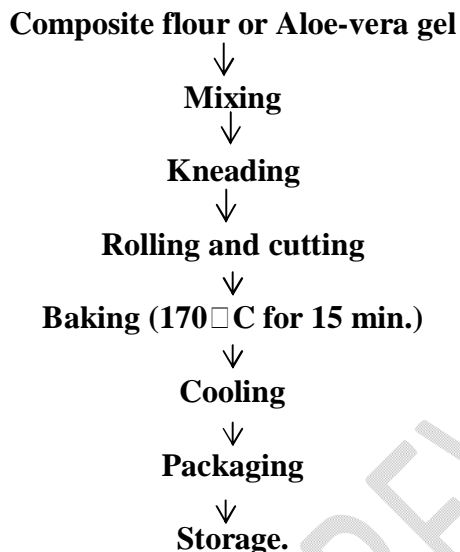 Composite flour or Aloe-vera gel
Mixing
Kneading
Rolling and cutting
Baking (170□C for 15 min.)
Cooling
Packaging
Storage.